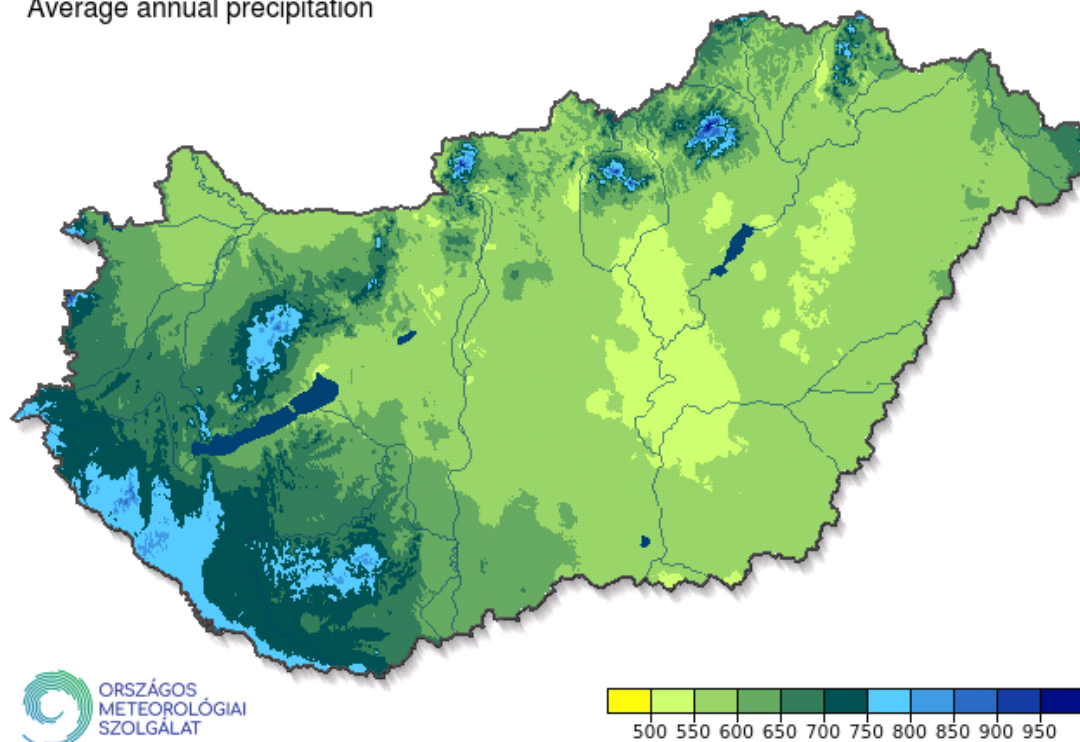 Average annual precipitation
ORSZÁGOS
METEOROLÓGIAI
SZOLGÁLAT
500 550 600 650 700 750 800 850 900 950